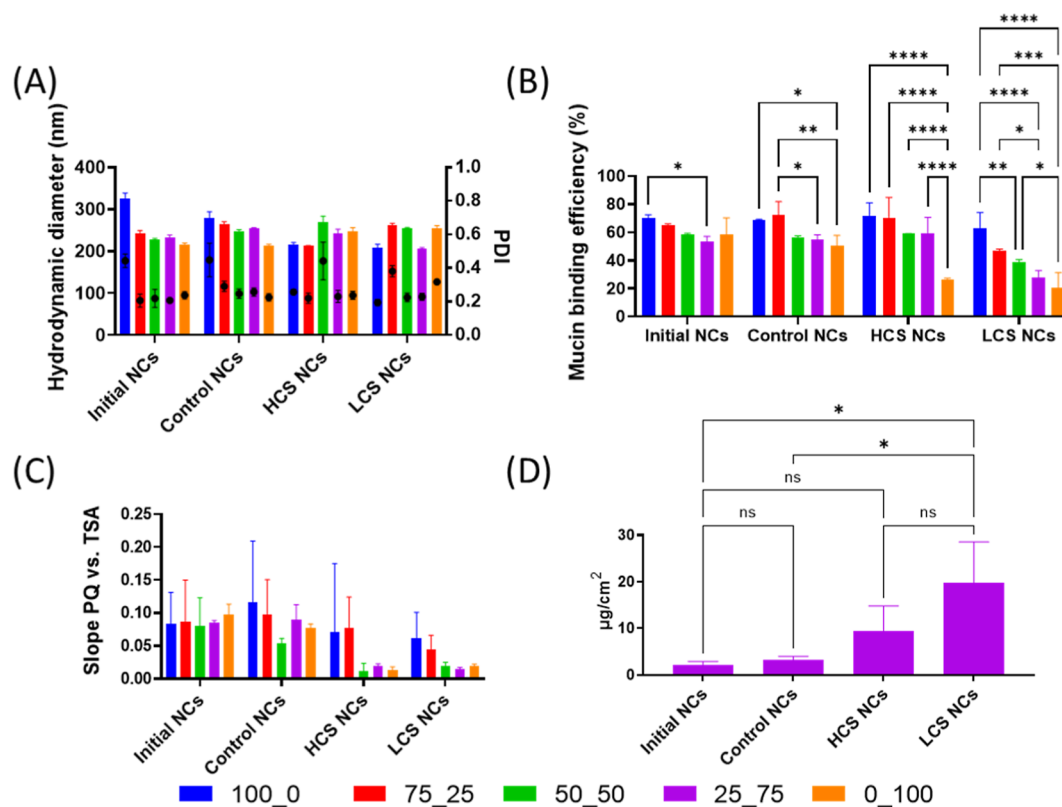 (A)
Hydrodynamic diameter (nm)
400
300
200
100
0
1.0
0.8
0.6
0.4
0.2
0.0
PDI
Initial NCs
Control NCs
HCS NCs
LCS NCs
(B)
Mucin binding efficiency (%)
100
80
60
40
20
0
*
*
**
*
****
****
****
****
****
***
****
*
**
*
Initial NCs
Control NCs
HCS NCs
LCS NCs
(C)
Slope PQ vs. TSA
0.25
0.20
0.15
0.10
0.05
0.00
Initial NCs
Control NCs
HCS NCs
LCS NCs
(D)
µg/cm²
30
20
10
0
*
*
ns
ns
ns
Initial NCs
Control NCs
HCS NCs
LCS NCs
100_0 75_25 50_50 25_75 0_100